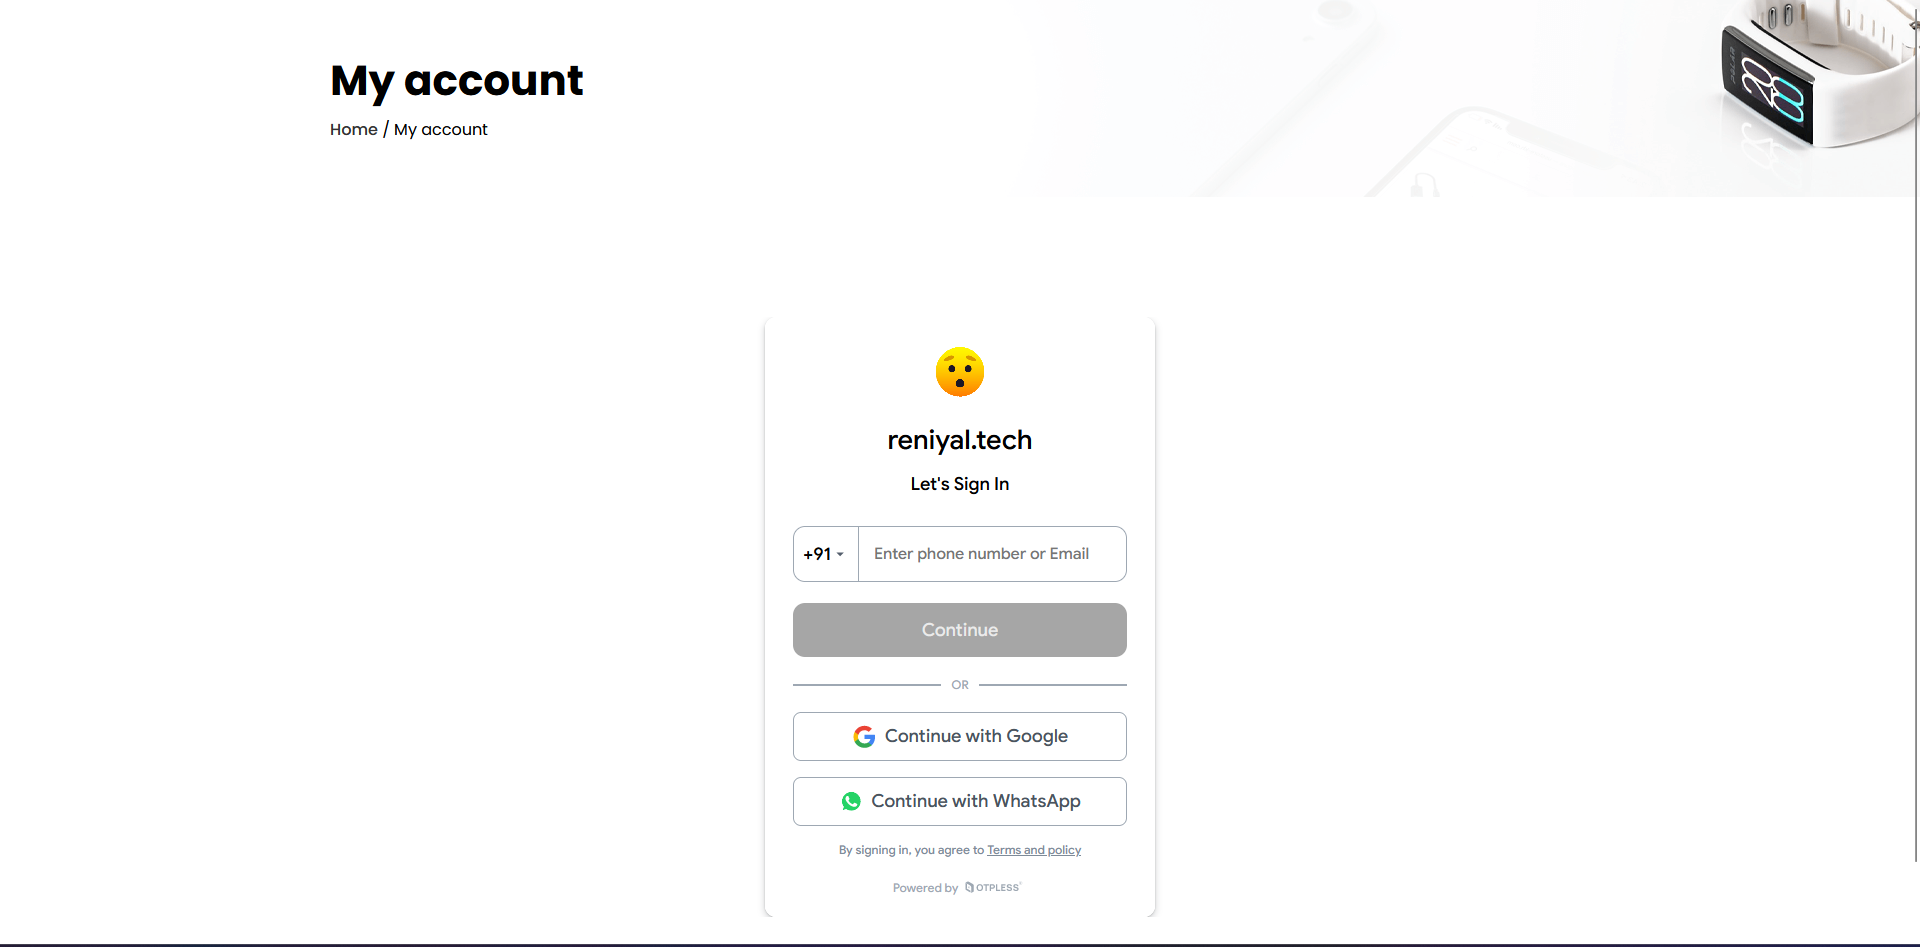 My account
Home / My account
POLAR
reniyal.tech
Let's Sign In
+91
Enter phone number or Email
Continue
OR
Continue with Google
Continue with WhatsApp
By signing in, you agree to Terms and policy
Powered by OTPLESS